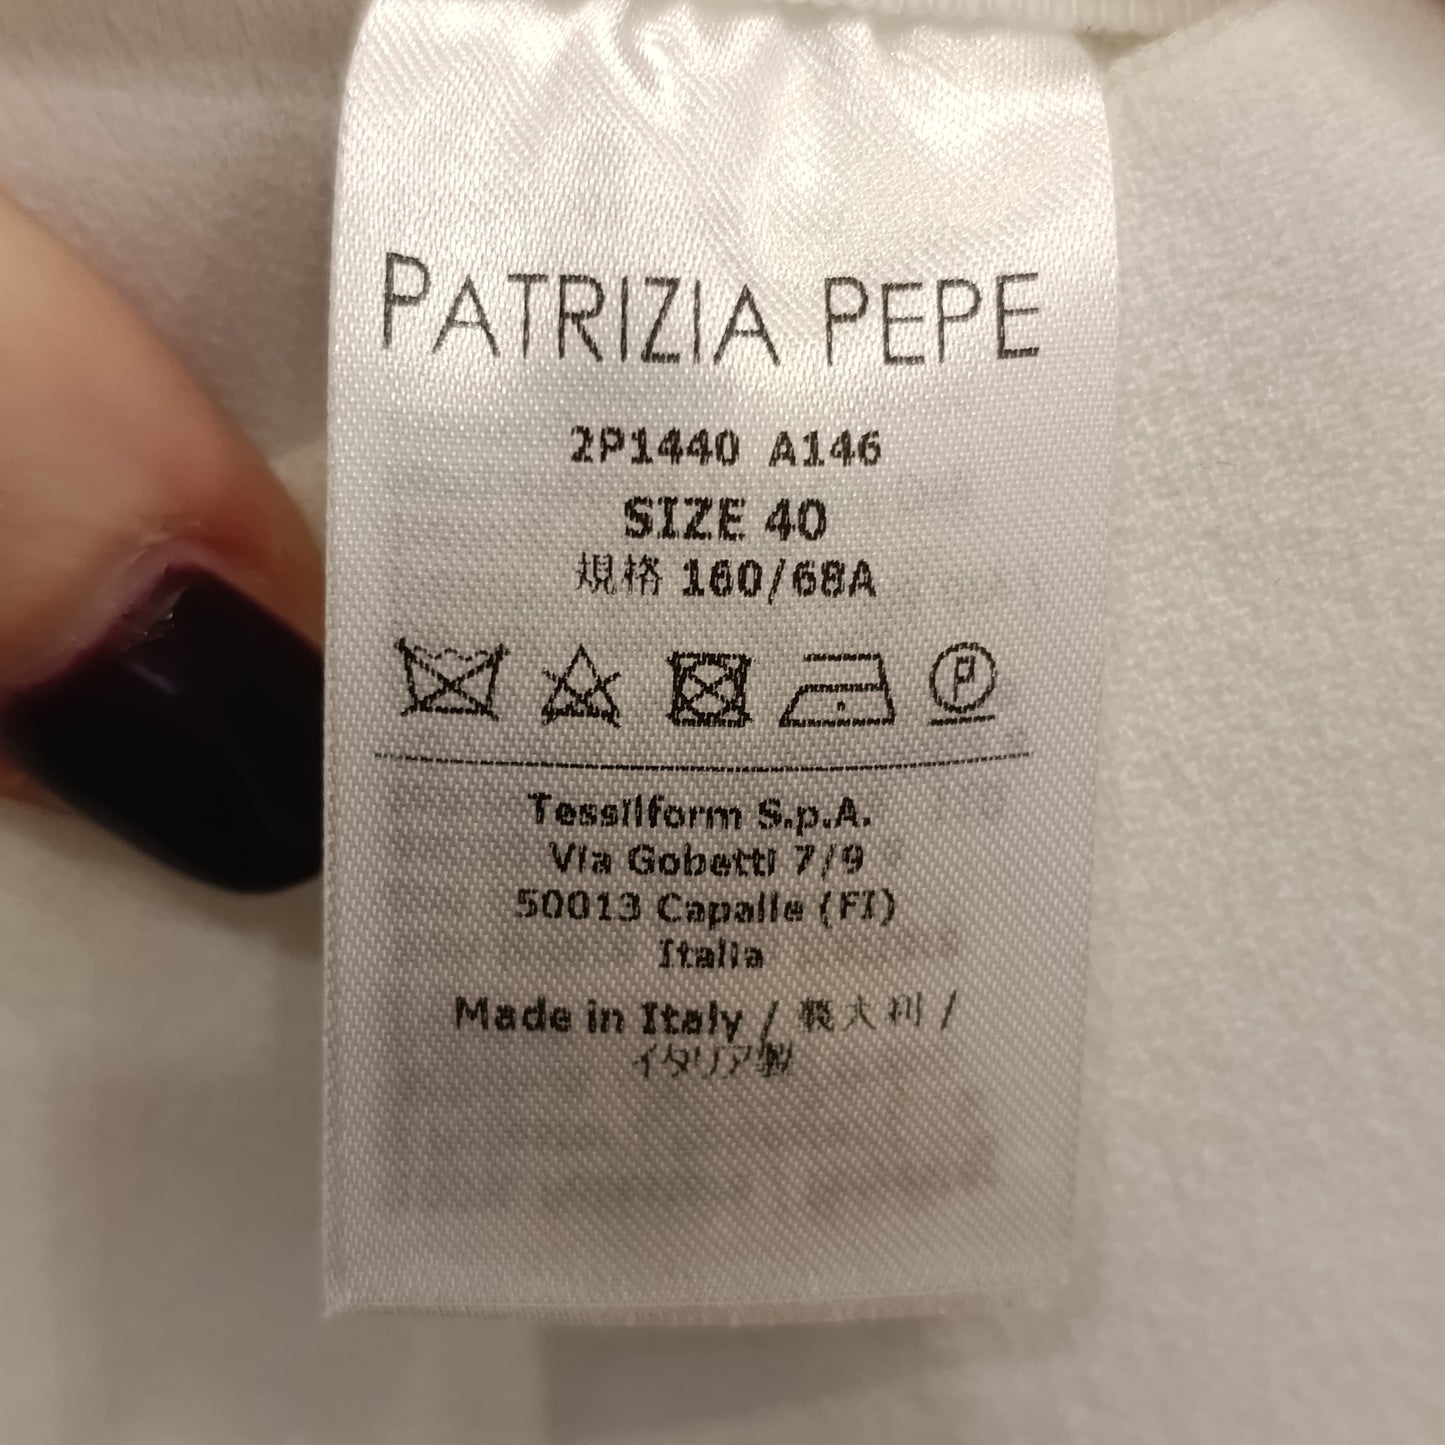 PATRIZIA PEPE
2P1440 A146
SIZE 40
規格 160/68A
P
Tessilform S.p.A.
Via Gobetti 7/9
50013 Capalle (FI)
Italia
Made in Italy / 義大利 /
イタリア製